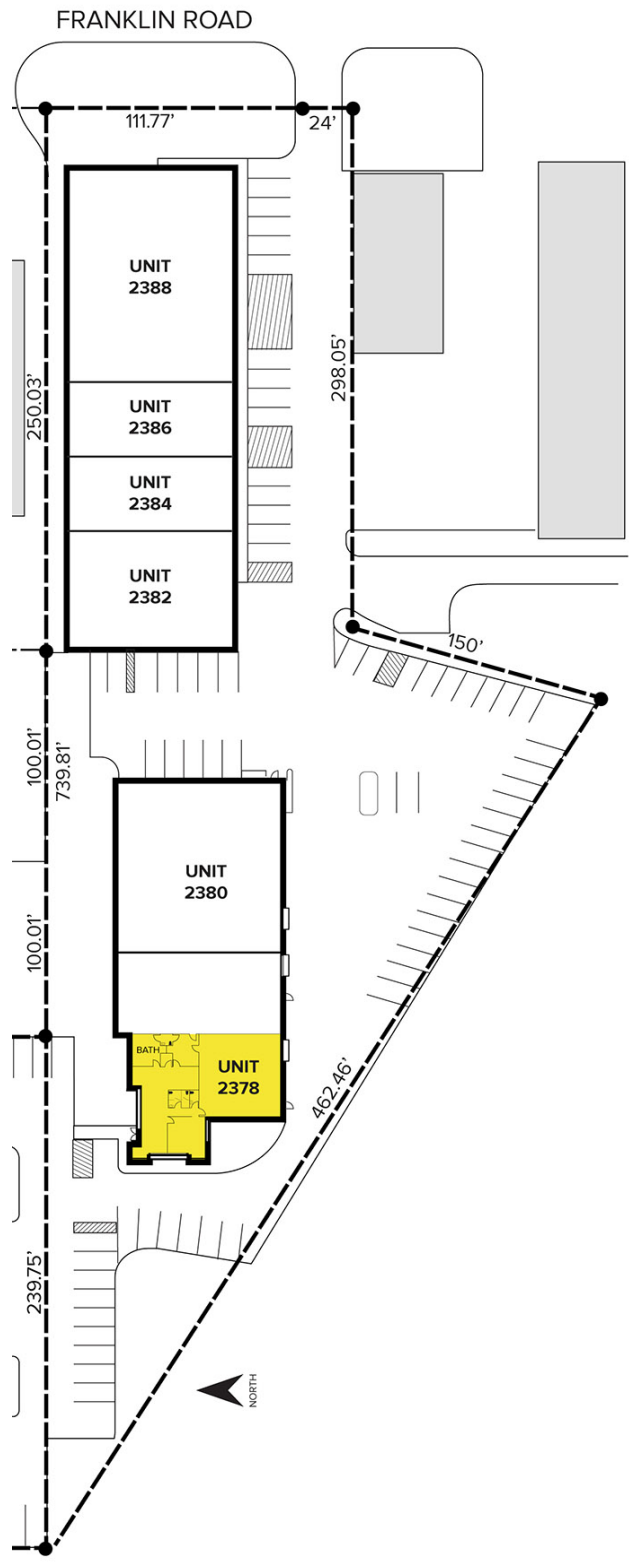 FRANKLIN ROAD
111.77’
24’
UNIT
2388
298.05’
250.03’
UNIT
2386
UNIT
2384
UNIT
2382
150’
100.01’
739.81’
UNIT
2380
100.01’
BATH
UNIT
2378
462.46’
239.75’
NORTH